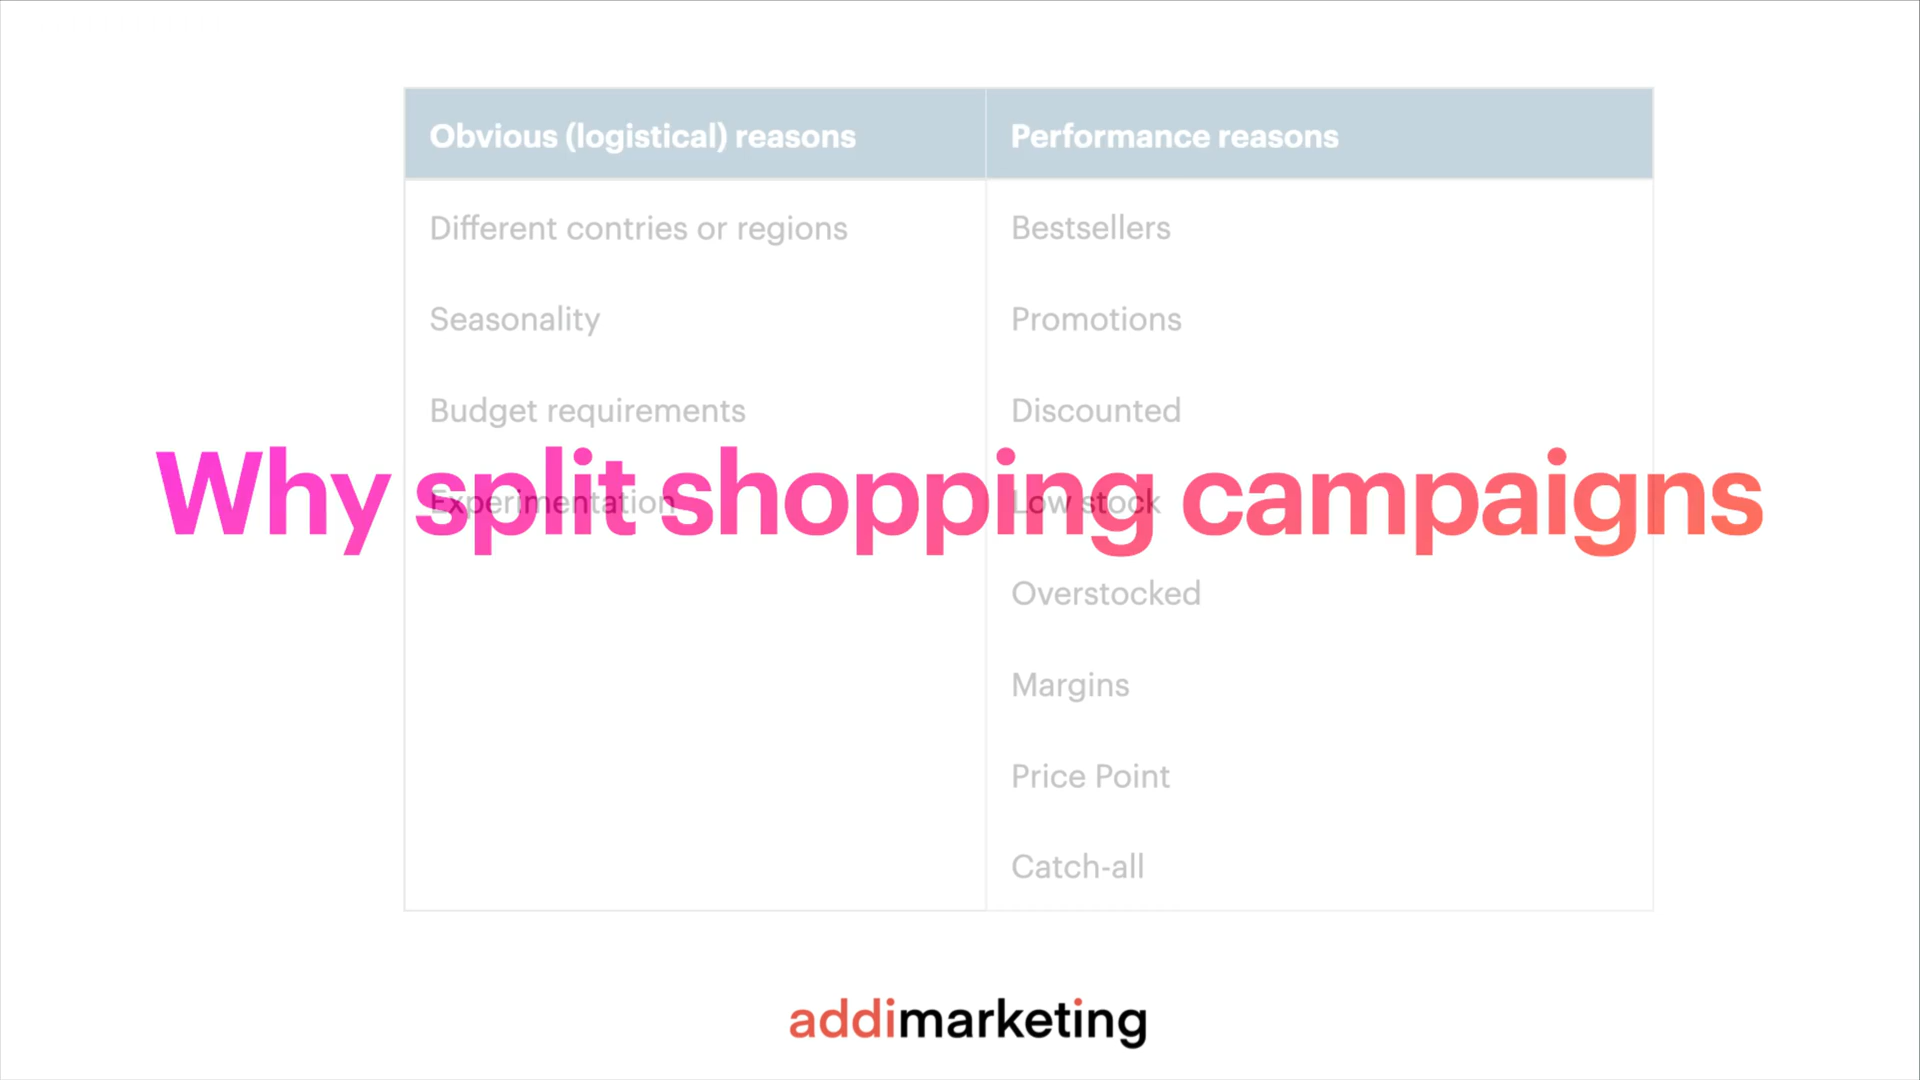 Why split shopping campaigns
Obvious (logistical) reasons
Performance reasons
Different contries or regions
Bestsellers
Seasonality
Promotions
Budget requirements
Discounted
Experimentation
Low stock
Overstocked
Margins
Price Point
Catch-all
addimarketing